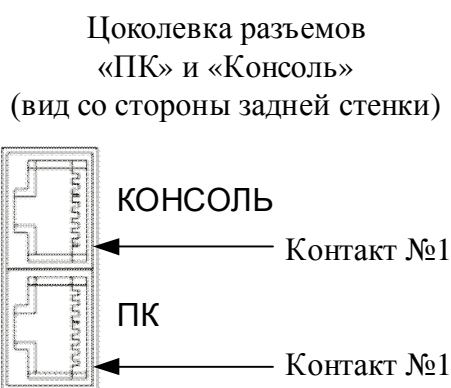 Цоколевка разъемов
«ПК» и «Консоль»
(вид со стороны задней стенки)
КОНСОЛЬ
Контакт №1
ПК
Контакт №1